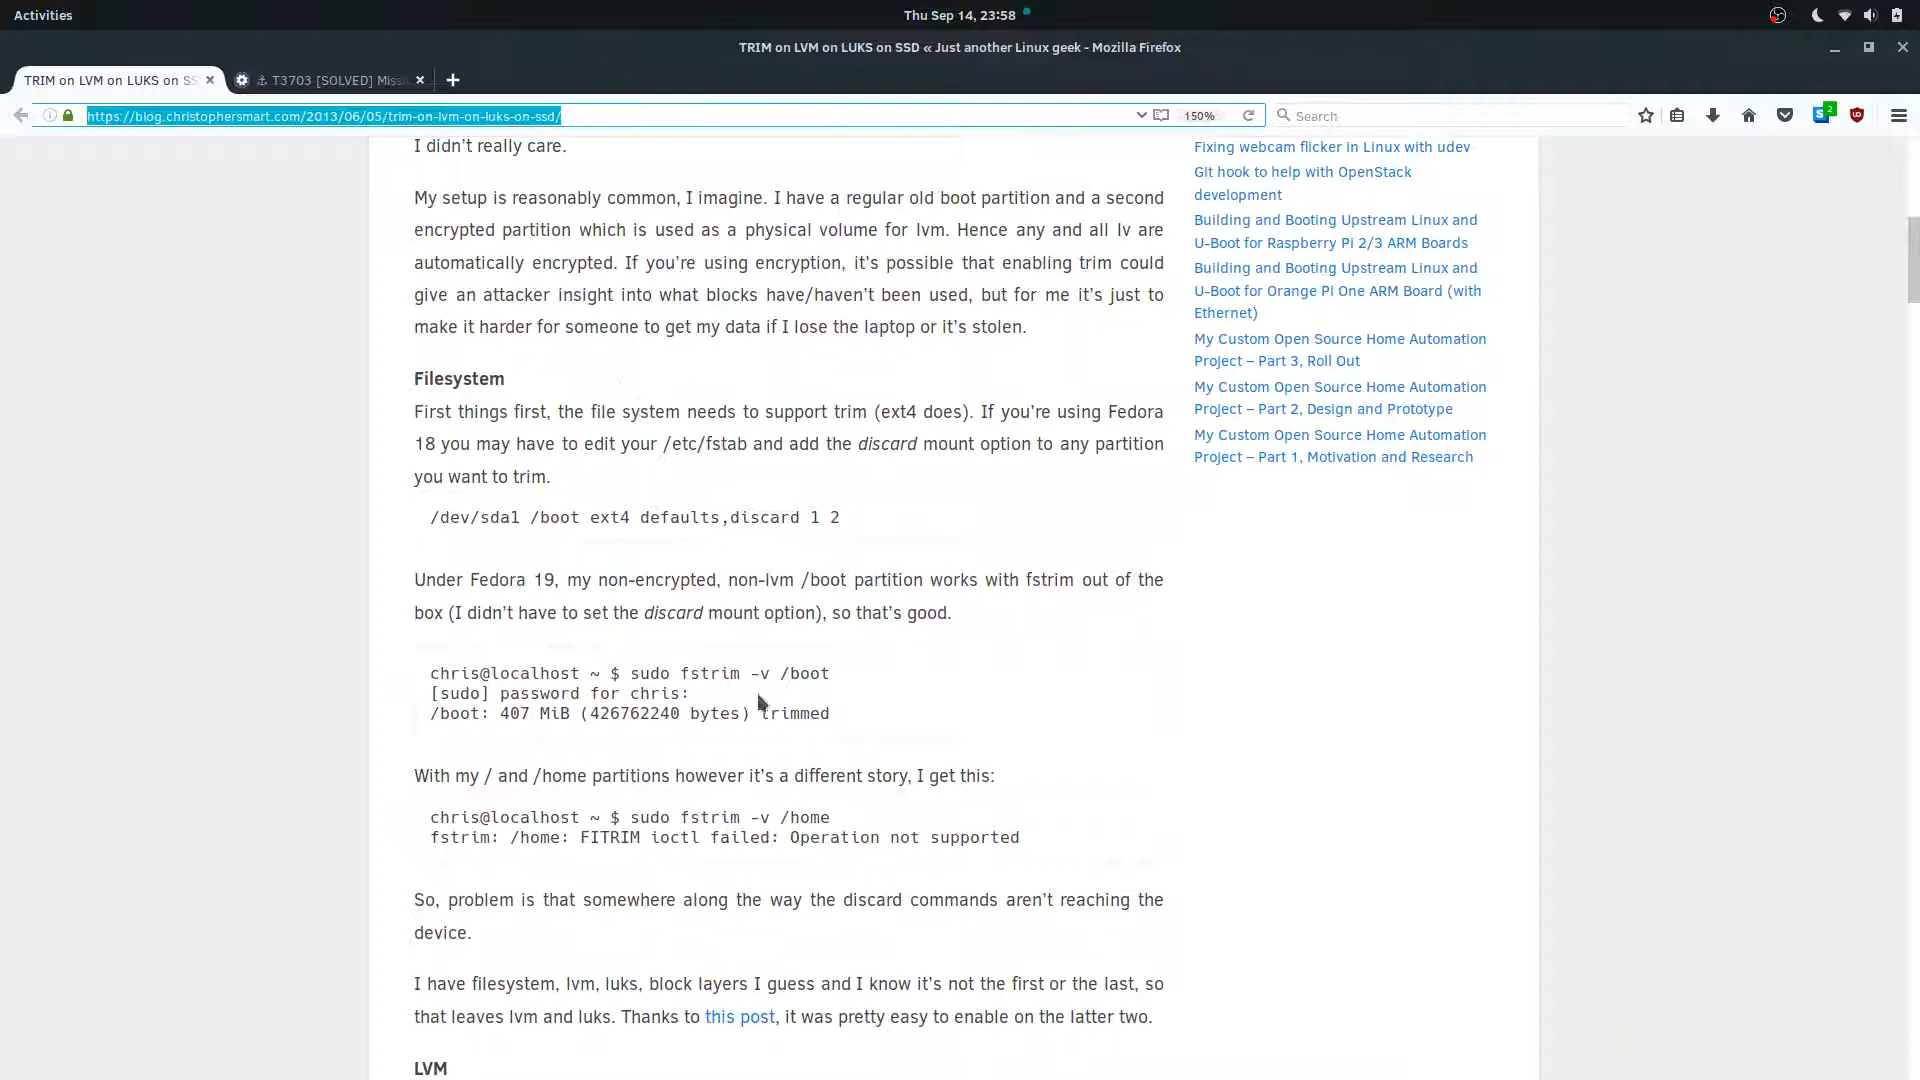 Activities
Thu Sep 14, 23:58
TRIM on LVM on LUKS on SSD « Just another Linux geek - Mozilla Firefox
TRIM on LVM on LUKS on SS
T3703 [SOLVED] Miss
https://blog.christophersmart.com/2013/06/05/trim-on-lvm-on-luks-on-ssd/
150%
Search
2
I didn't really care.
My setup is reasonably common, I imagine. I have a regular old boot partition and a second
encrypted partition which is used as a physical volume for lvm. Hence any and all lv are
automatically encrypted. If you're using encryption, it's possible that enabling trim could
give an attacker insight into what blocks have/haven't been used, but for me it's just to
make it harder for someone to get my data if I lose the laptop or it's stolen.
Filesystem
First things first, the file system needs to support trim (ext4 does). If you're using Fedora
18 you may have to edit your /etc/fstab and add the discard mount option to any partition
you want to trim.
/dev/sda1 /boot ext4 defaults,discard 1 2
Under Fedora 19, my non-encrypted, non-lvm /boot partition works with fstrim out of the
box (I didn't have to set the discard mount option), so that's good.
chris@localhost ~ $ sudo fstrim -v /boot
[sudo] password for chris:
/boot: 407 MiB (426762240 bytes) trimmed
With my / and /home partitions however it's a different story, I get this:
chris@localhost ~ $ sudo fstrim -v /home
fstrim: /home: FITRIM ioctl failed: Operation not supported
So, problem is that somewhere along the way the discard commands aren't reaching the
device.
I have filesystem, lvm, luks, block layers I guess and I know it's not the first or the last, so
that leaves lvm and luks. Thanks to this post, it was pretty easy to enable on the latter two.
LVM
Fixing webcam flicker in Linux with udev
Git hook to help with OpenStack
development
Building and Booting Upstream Linux and
U-Boot for Raspberry Pi 2/3 ARM Boards
Building and Booting Upstream Linux and
U-Boot for Orange Pi One ARM Board (with
Ethernet)
My Custom Open Source Home Automation
Project – Part 3, Roll Out
My Custom Open Source Home Automation
Project – Part 2, Design and Prototype
My Custom Open Source Home Automation
Project – Part 1, Motivation and Research